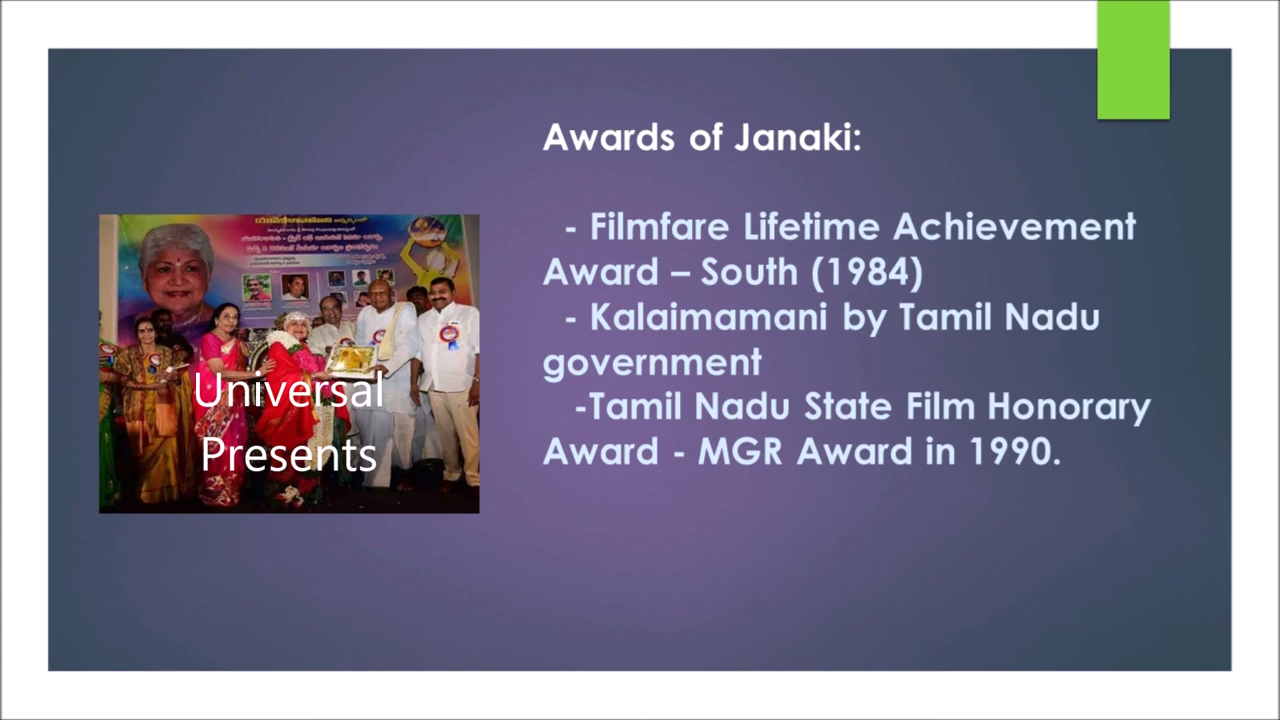 Awards of Janaki:
- Filmfare Lifetime Achievement
Award – South (1984)
- Kalaimamani by Tamil Nadu
government
-Tamil Nadu State Film Honorary
Award - MGR Award in 1990.
Universal
Presents